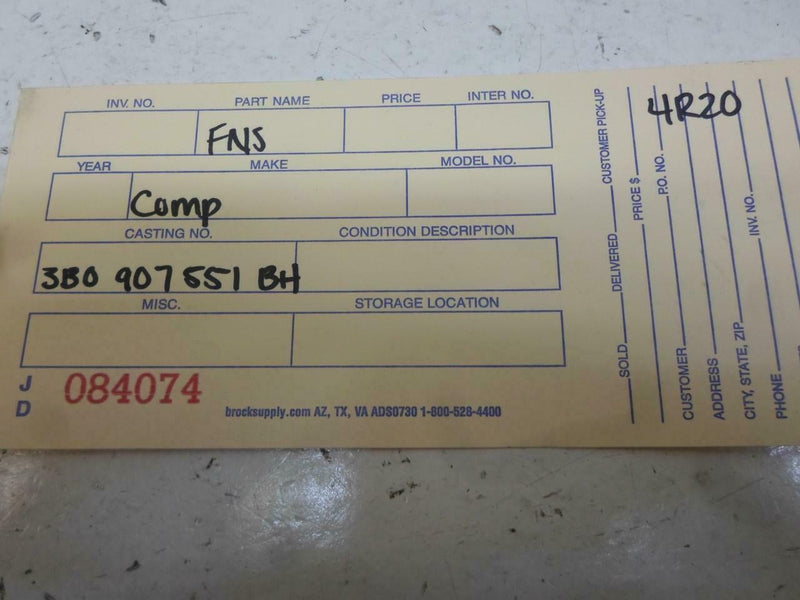 INV. NO. PART NAME PRICE INTER NO.
FNS
YEAR MAKE MODEL NO.
Comp
CASTING NO. CONDITION DESCRIPTION
3B0 907 551 BH
MISC. STORAGE LOCATION
J D 084074
brocksupply.com AZ, TX, VA ADS0730 1-800-528-4400
4R20
SOLD DELIVERED CUSTOMER PICK-UP
PRICE $
P.O. NO.
CUSTOMER
ADDRESS
CITY, STATE, ZIP INV. NO.
PHONE